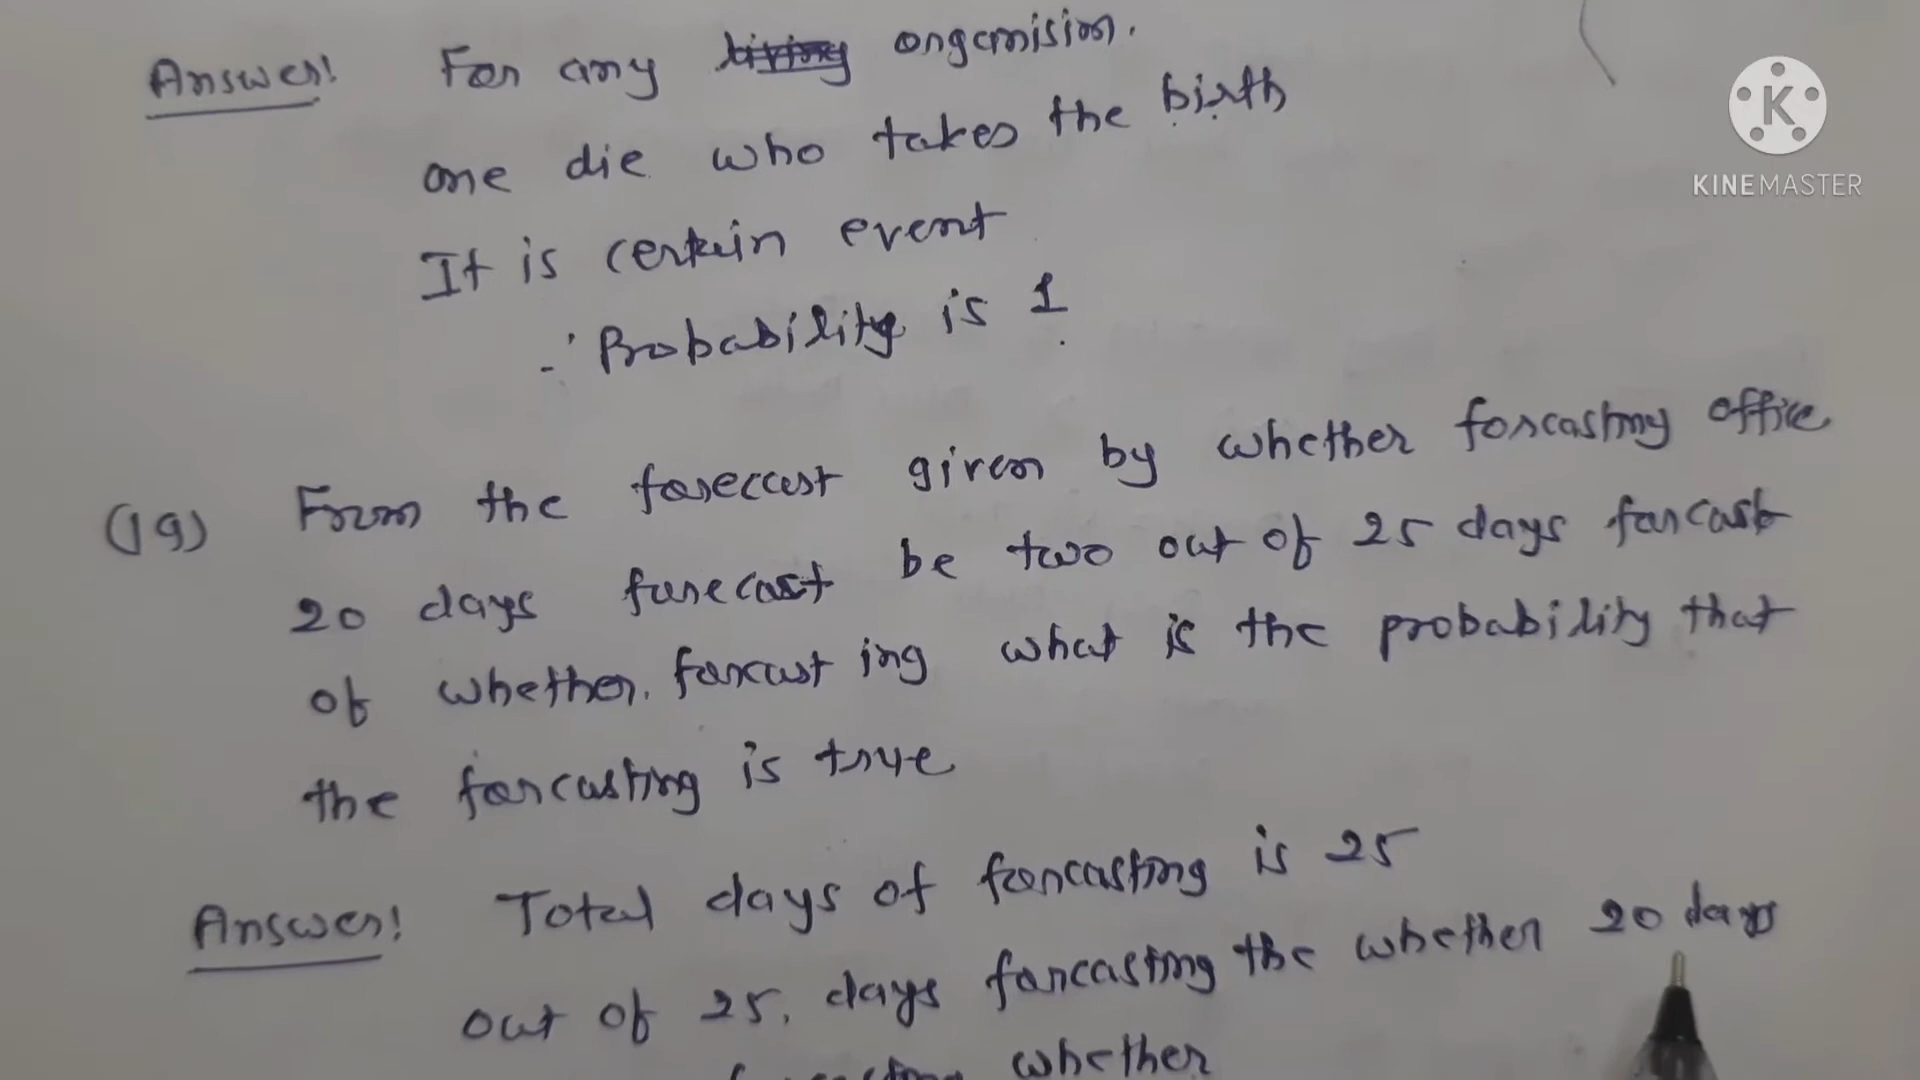 Answer! For any living organisim.
one die who takes the birth
It is certain event
∴ Probability is 1
KINEMASTER
(19) From the forecast given by whether forcasting office
20 days forecast be two out of 25 days forcast
of whether. forcast ing what is the probability that
the forcasting is true
Answer! Total days of forcasting is 25
out of 25, days forcasting the whether 20 days
whether